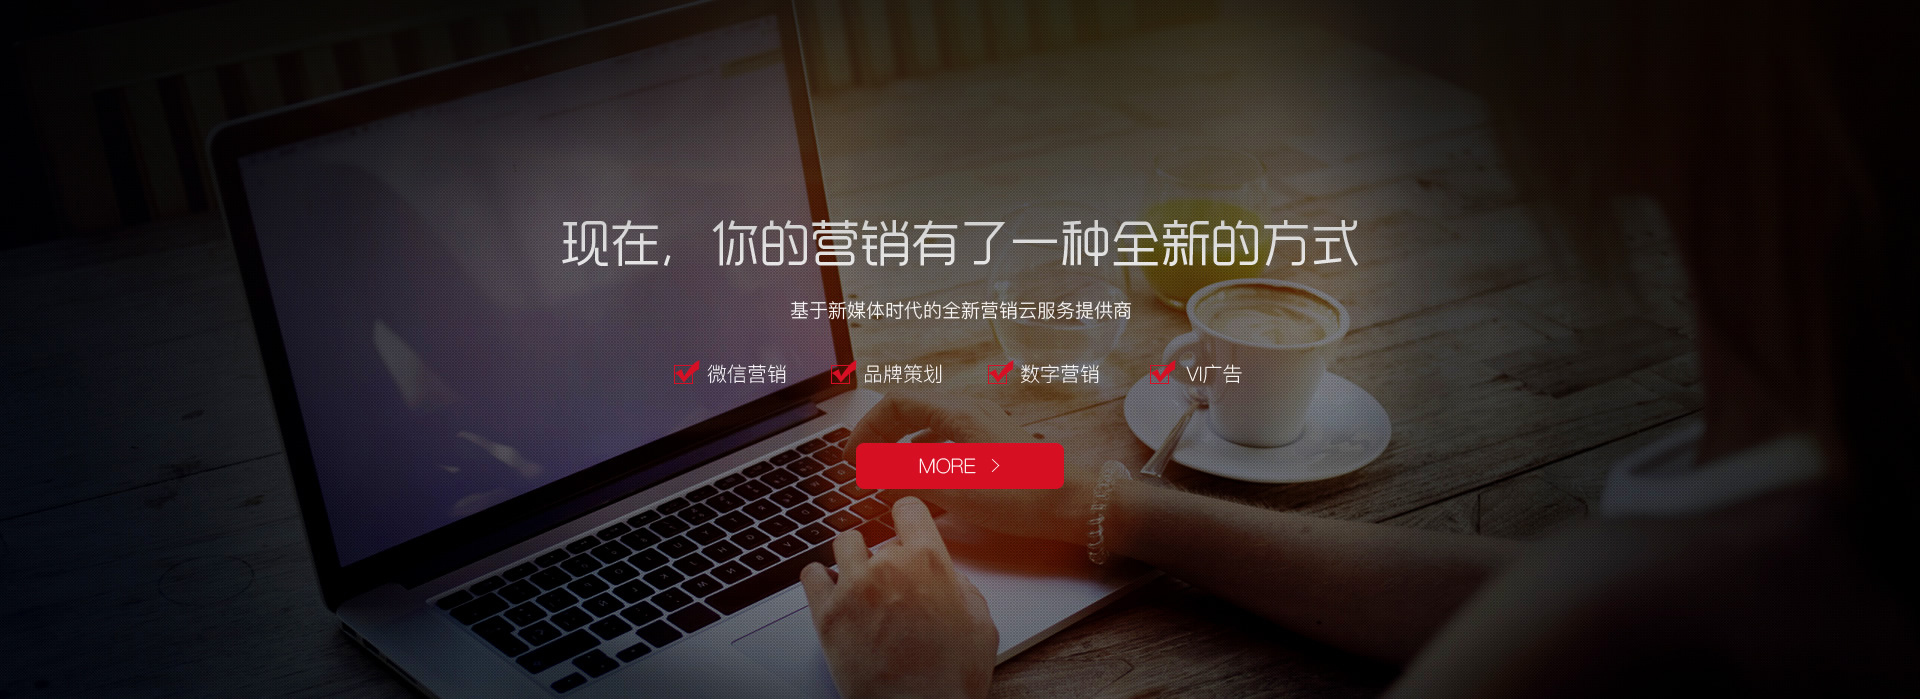 现在，你的营销有了一种全新的方式
基于新媒体时代的全新营销云服务提供商
微信营销 品牌策划 数字营销 VI广告
MORE >